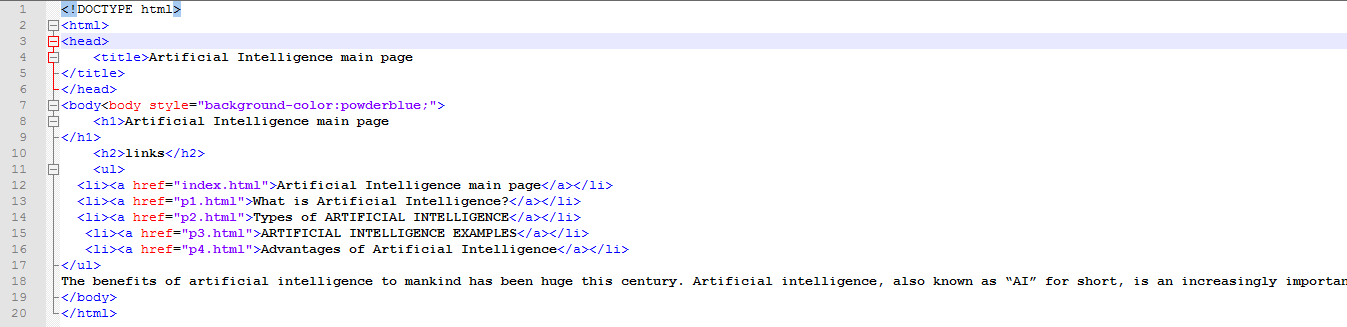 1 <!DOCTYPE html>
2 <html>
3 <head>
4 <title>Artificial Intelligence main page
5 </title>
6 </head>
7 <body<body style="background-color:powderblue;">
8 <h1>Artificial Intelligence main page
9 </h1>
10 <h2>links</h2>
11 <ul>
12 <li><a href="index.html">Artificial Intelligence main page</a></li>
13 <li><a href="p1.html">What is Artificial Intelligence?</a></li>
14 <li><a href="p2.html">Types of ARTIFICIAL INTELLIGENCE</a></li>
15 <li><a href="p3.html">ARTIFICIAL INTELLIGENCE EXAMPLES</a></li>
16 <li><a href="p4.html">Advantages of Artificial Intelligence</a></li>
17 </ul>
18 The benefits of artificial intelligence to mankind has been huge this century. Artificial intelligence, also known as “AI” for short, is an increasingly importan
19 </body>
20 </html>